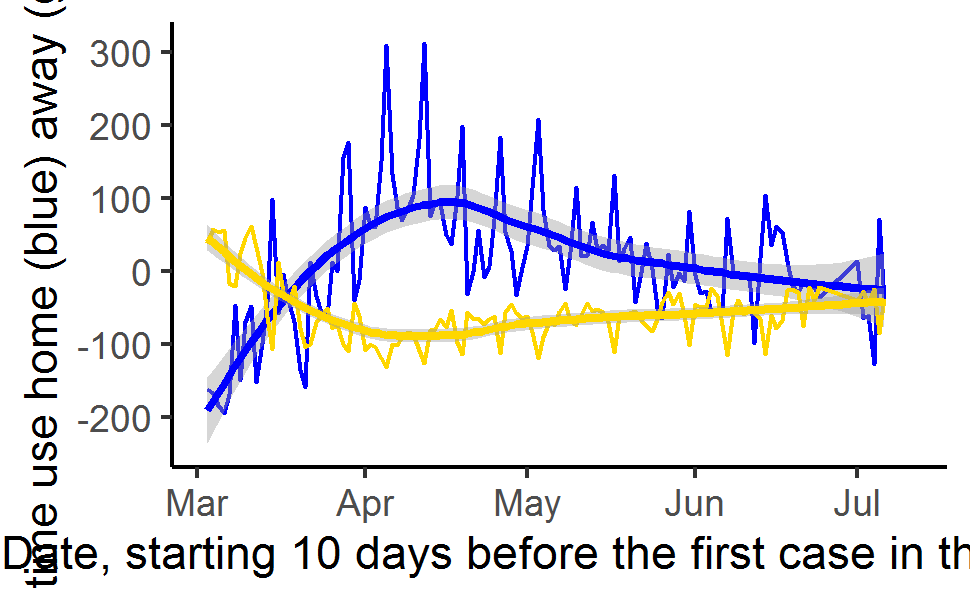 time use home (blue) away (
300
200
100
0
-100
-200
Mar Apr May Jun Jul
Date, starting 10 days before the first case in th